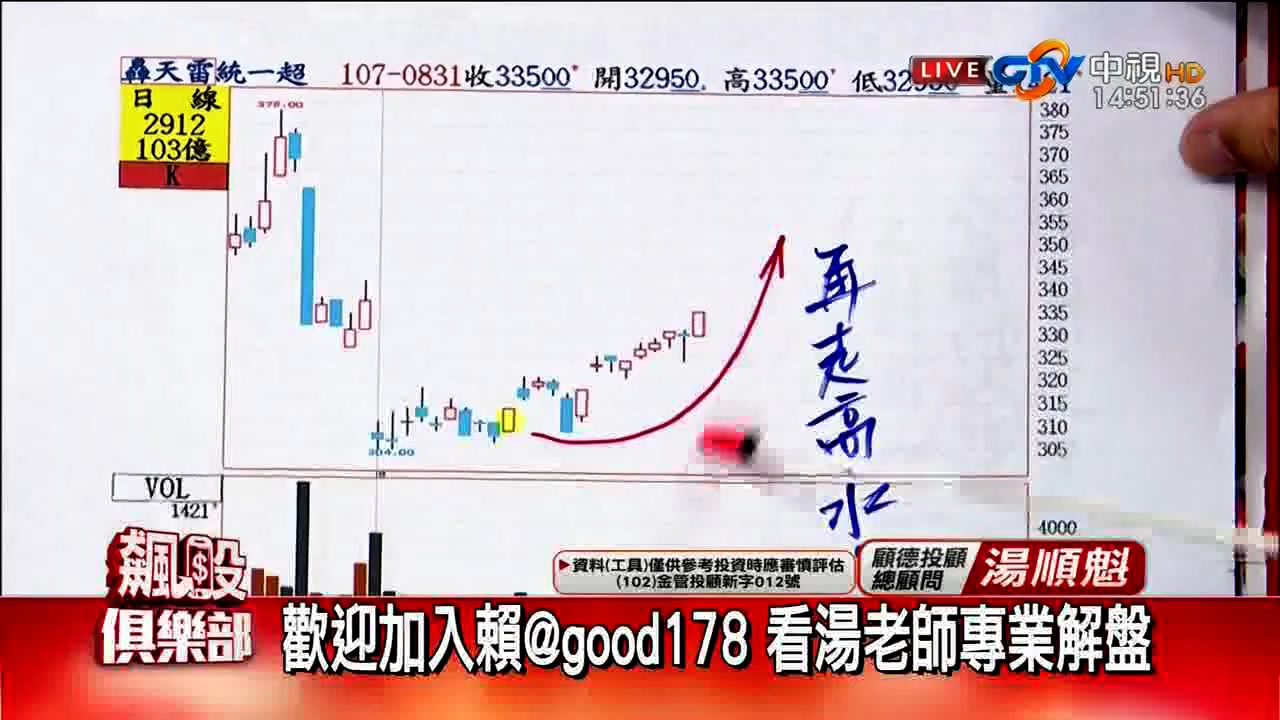 轟天雷統一超 107-0831收33500" 開32950. 高33500" 低32
LIVE CTV 中視HD
14:51:36
日線
2912
103億
K
378.00
380
375
370
365
360
355
350
345
340
335
330
325
320
315
310
305
304.00
再走高
VOL
1421"
4000
飆股
俱樂部
▶資料(工具)僅供參考投資時應審慎評估
(102)金管投顧新字012號
顧德投顧
總顧問
湯順魁
歡迎加入賴@good178 看湯老師專業解盤